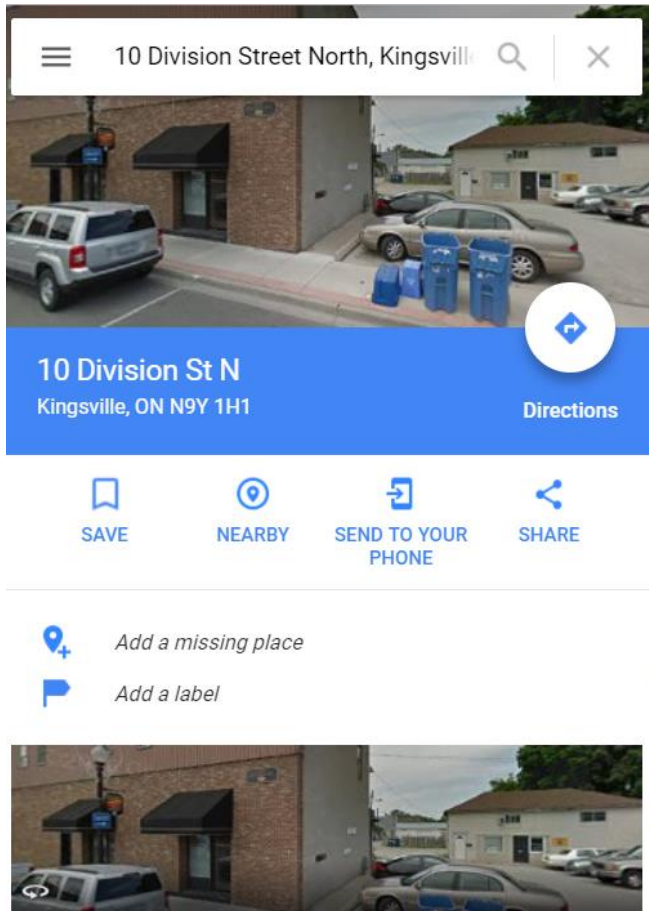 10 Division Street North, Kingsvill
10 Division St N
Kingsville, ON N9Y 1H1
Directions
SAVE
NEARBY
SEND TO YOUR
PHONE
SHARE
Add a missing place
Add a label